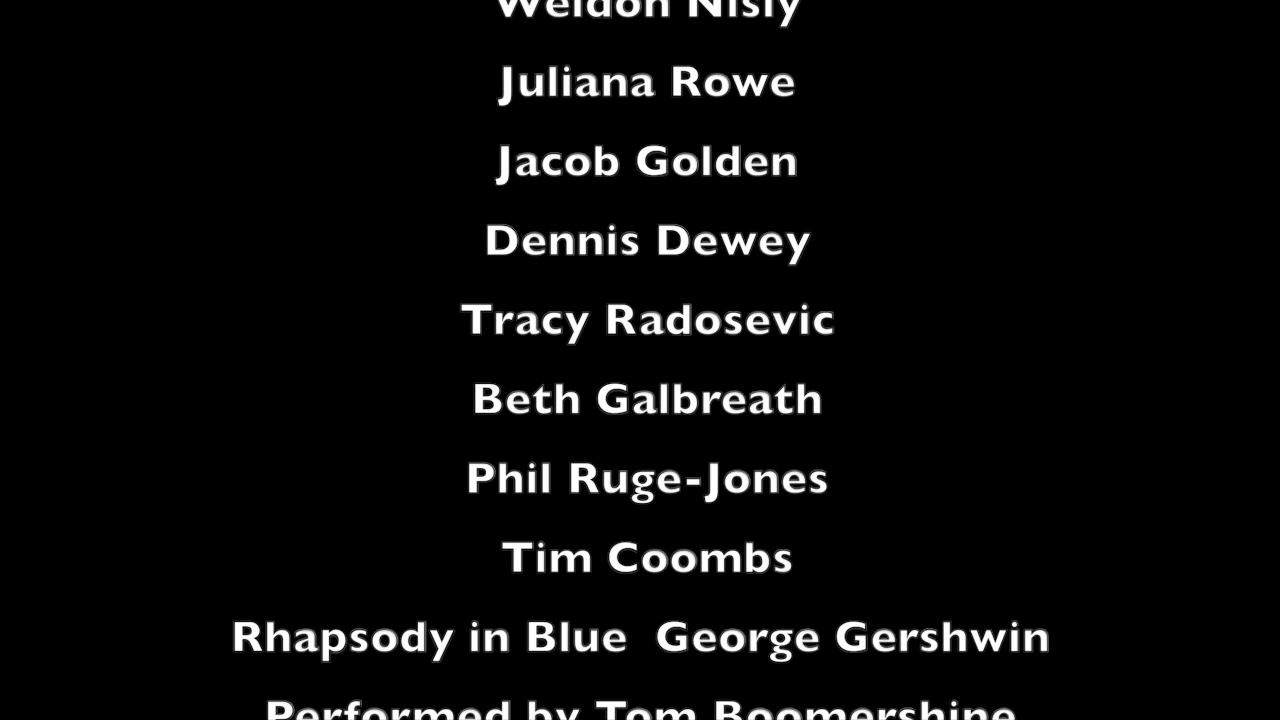 Weldon Nisly
Juliana Rowe
Jacob Golden
Dennis Dewey
Tracy Radosevic
Beth Galbreath
Phil Ruge-Jones
Tim Coombs
Rhapsody in Blue  George Gershwin
Performed by Tom Boomershine